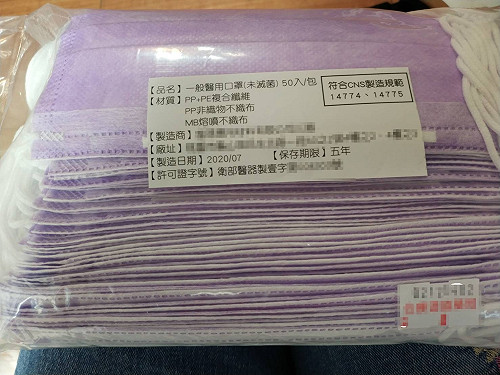 【品名】一般醫用口罩(未滅菌) 50入/包
【材質】PP+PE複合纖維
PP非織物不織布
MB熔噴不織布
符合CNS製造規範
14774、14775
【製造商】
【廠址】
【製造日期】2020/07 【保存期限】五年
【許可證字號】衛部醫器製壹字